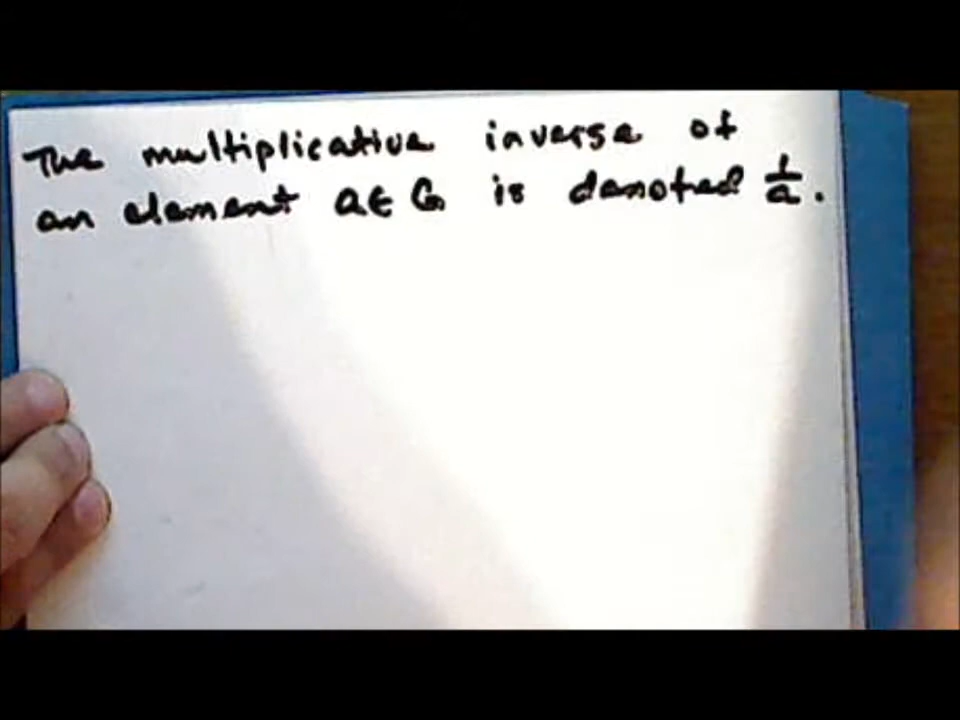 The multiplicative inverse of
an element a∈G is denoted 1/a.